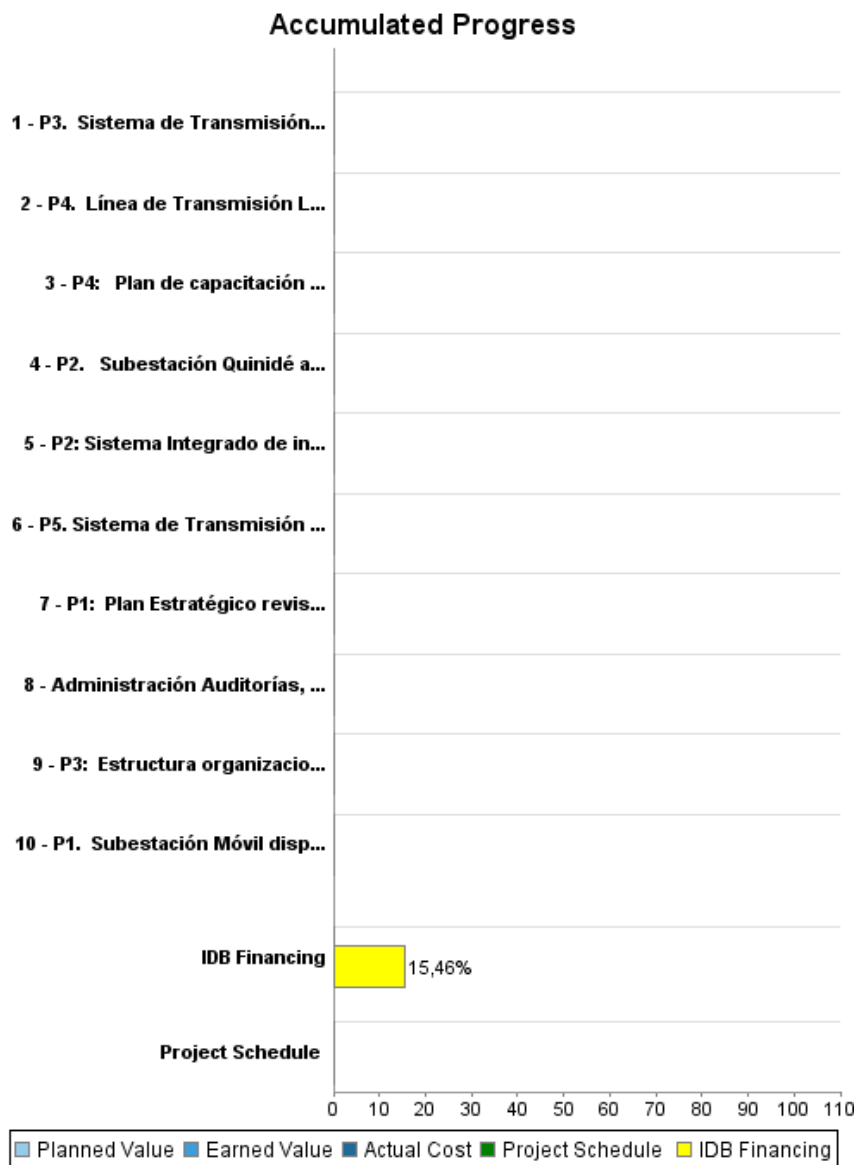 Accumulated Progress
1 - P3. Sistema de Transmisión...
2 - P4. Línea de Transmisión L...
3 - P4: Plan de capacitación ...
4 - P2. Subestación Quinidé a...
5 - P2: Sistema Integrado de in...
6 - P5. Sistema de Transmisión ...
7 - P1: Plan Estratégico revis...
8 - Administración Auditorías, ...
9 - P3: Estructura organizacio...
10 - P1. Subestación Móvil disp...
IDB Financing
15,46%
Project Schedule
0 10 20 30 40 50 60 70 80 90 100 110
Planned Value Earned Value Actual Cost Project Schedule IDB Financing